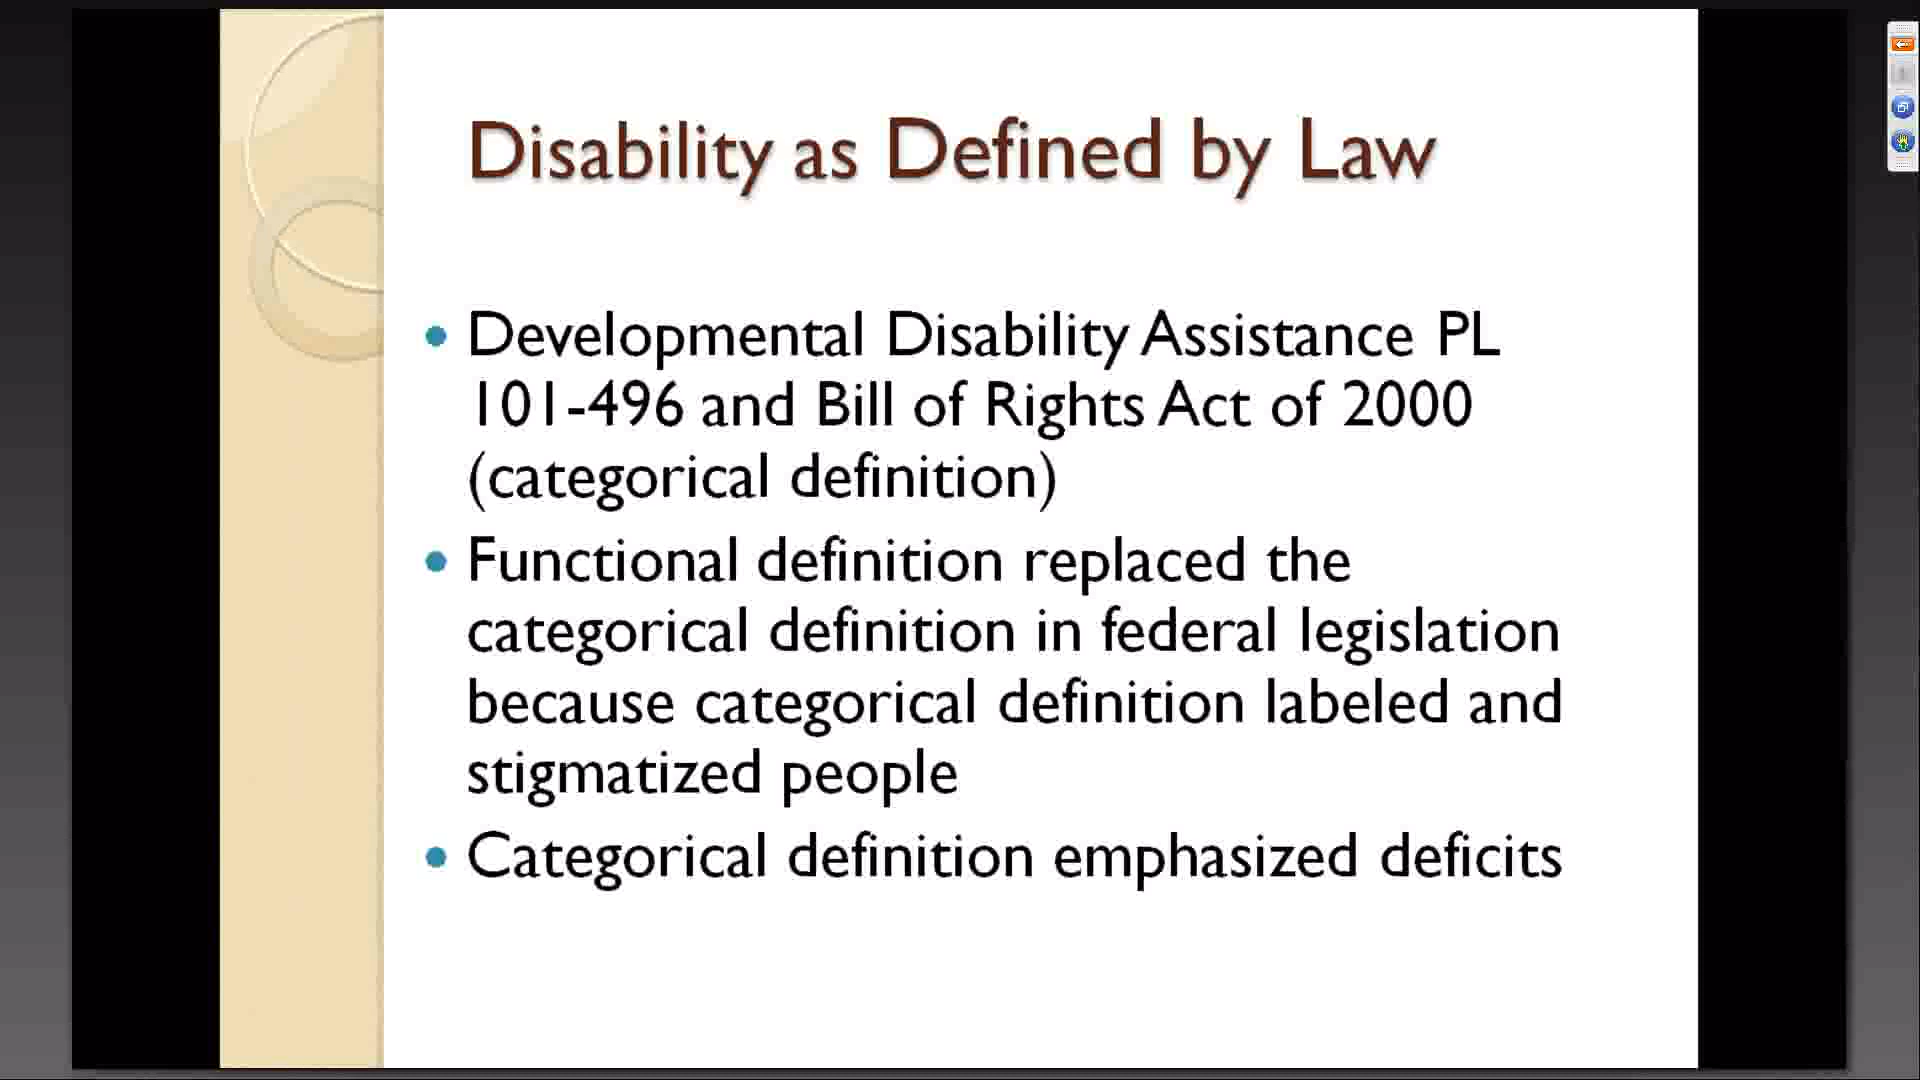 Disability as Defined by Law
• Developmental Disability Assistance PL
101-496 and Bill of Rights Act of 2000
(categorical definition)
• Functional definition replaced the
categorical definition in federal legislation
because categorical definition labeled and
stigmatized people
• Categorical definition emphasized deficits